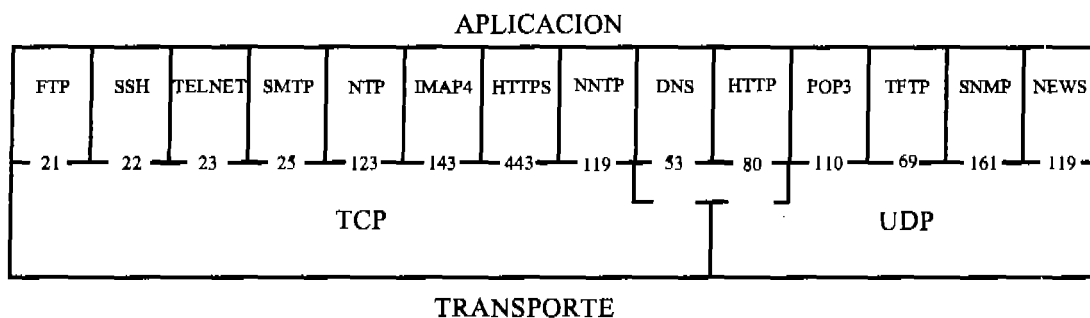 APLICACION
FTP SSH TELNET SMTP NTP IMAP4 HTTPS NNTP DNS HTTP POP3 TFTP SNMP NEWS
21 22 23 25 123 143 443 119 53 80 110 69 161 119
TCP UDP
TRANSPORTE